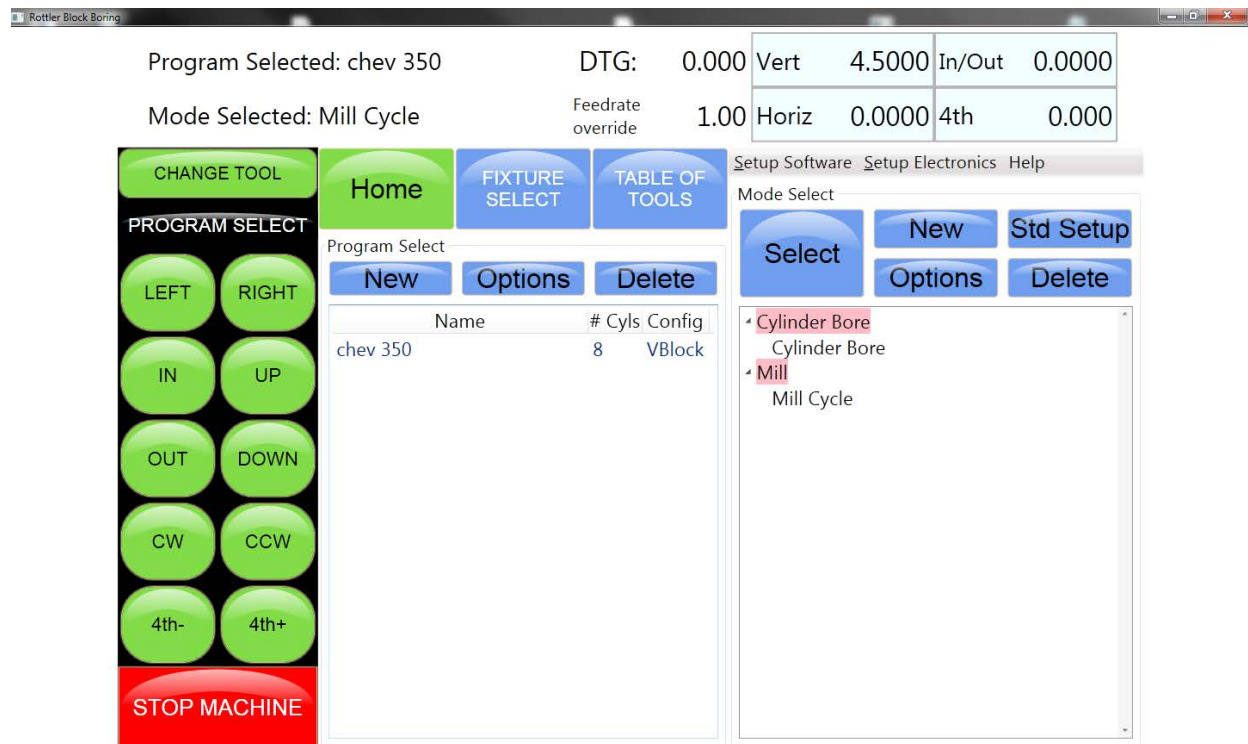 Rottler Block Boring
Program Selected: chev 350
DTG: 0.000
Vert 4.5000
In/Out 0.0000
Mode Selected: Mill Cycle
Feedrate
override 1.00
Horiz 0.0000
4th 0.000
CHANGE TOOL
PROGRAM SELECT
LEFT RIGHT
IN UP
OUT DOWN
CW CCW
4th- 4th+
STOP MACHINE
Home
FIXTURE
SELECT
TABLE OF
TOOLS
Program Select
New Options Delete
Name # Cyls Config
chev 350 8 VBlock
Setup Software Setup Electronics Help
Mode Select
Select
New Std Setup
Options Delete
Cylinder Bore
Cylinder Bore
Mill
Mill Cycle